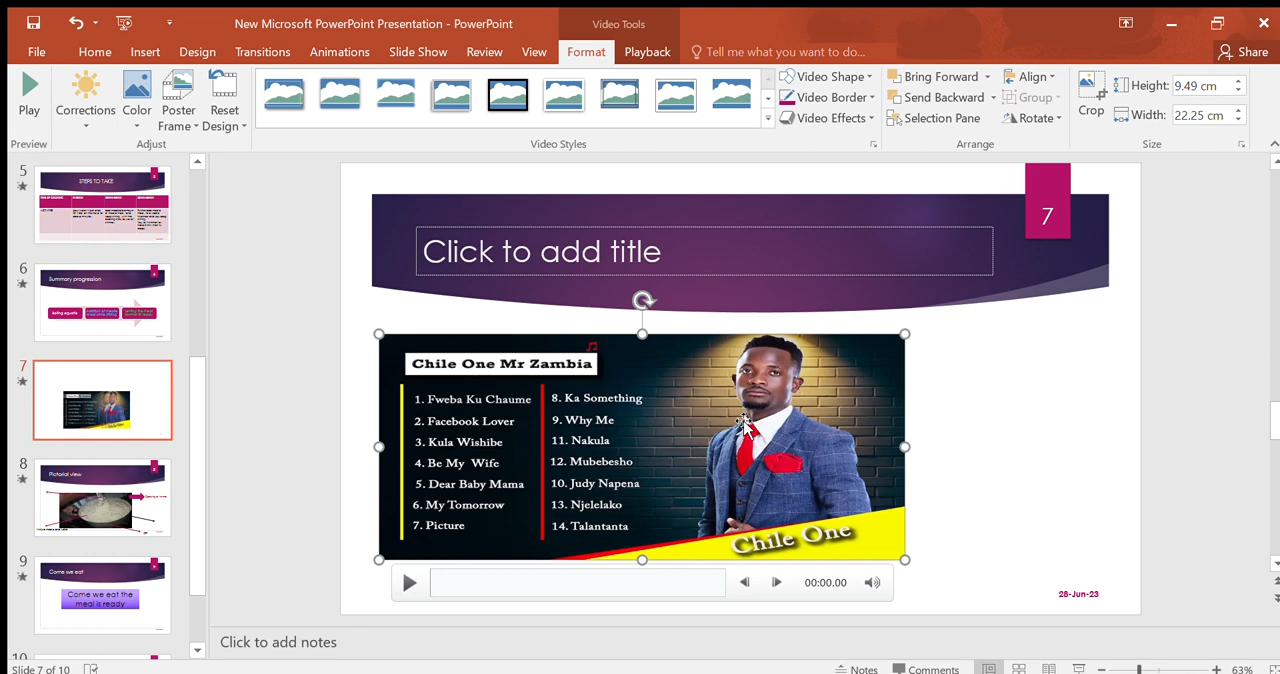 New Microsoft PowerPoint Presentation - PowerPoint
Video Tools
File Home Insert Design Transitions Animations Slide Show Review View Format Playback Tell me what you want to do... Share
Play
Corrections
Color
Poster Frame
Reset Design
Video Shape
Video Border
Video Effects
Bring Forward
Send Backward
Selection Pane
Align
Group
Rotate
Crop
Height: 9.49 cm
Width: 22.25 cm
Preview
Adjust
Video Styles
Arrange
Size
5
STEPS TO TAKE
6
Summary progression
7
8
Pictorial view
9
Come we eat
Come we eat the
meal is ready
10
7
Click to add title
Chile One Mr Zambia
1. Fweba Ku Chaume
2. Facebook Lover
3. Kula Wishibe
4. Be My Wife
5. Dear Baby Mama
6. My Tomorrow
7. Picture
8. Ka Something
9. Why Me
11. Nakula
12. Mubebesho
10. Judy Napena
13. Njelelako
14. Talantanta
Chile One
00:00.00
28-Jun-23
Click to add notes
Slide 7 of 10
Notes
Comments
63%